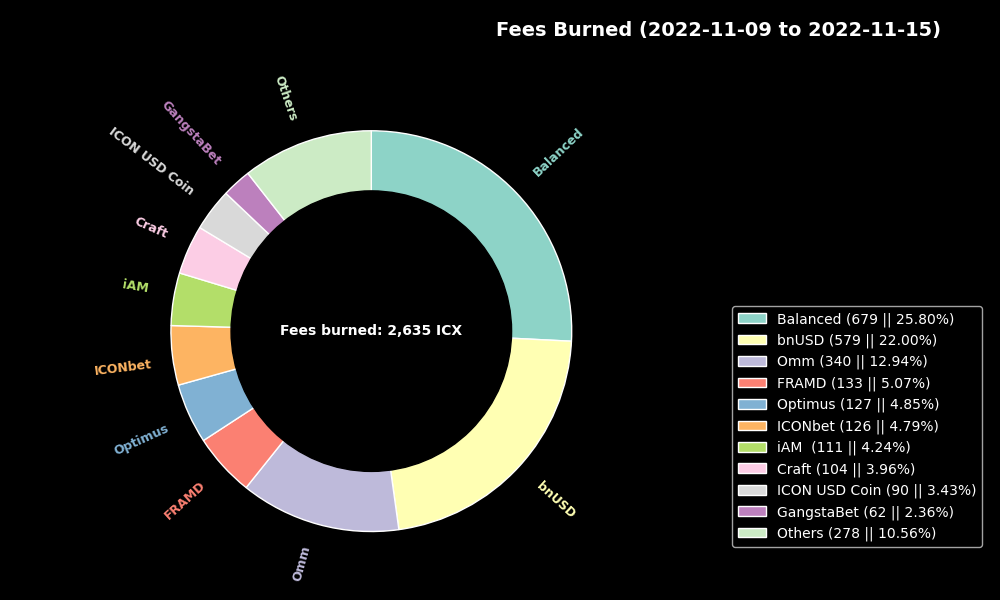 Fees Burned (2022-11-09 to 2022-11-15)
Others
GangstaBet
ICON USD Coin
Craft
iAM
ICONbet
Optimus
FRAMD
Omm
bnUSD
Balanced
Fees burned: 2,635 ICX
Balanced (679 || 25.80%)
bnUSD (579 || 22.00%)
Omm (340 || 12.94%)
FRAMD (133 || 5.07%)
Optimus (127 || 4.85%)
ICONbet (126 || 4.79%)
iAM  (111 || 4.24%)
Craft (104 || 3.96%)
ICON USD Coin (90 || 3.43%)
GangstaBet (62 || 2.36%)
Others (278 || 10.56%)